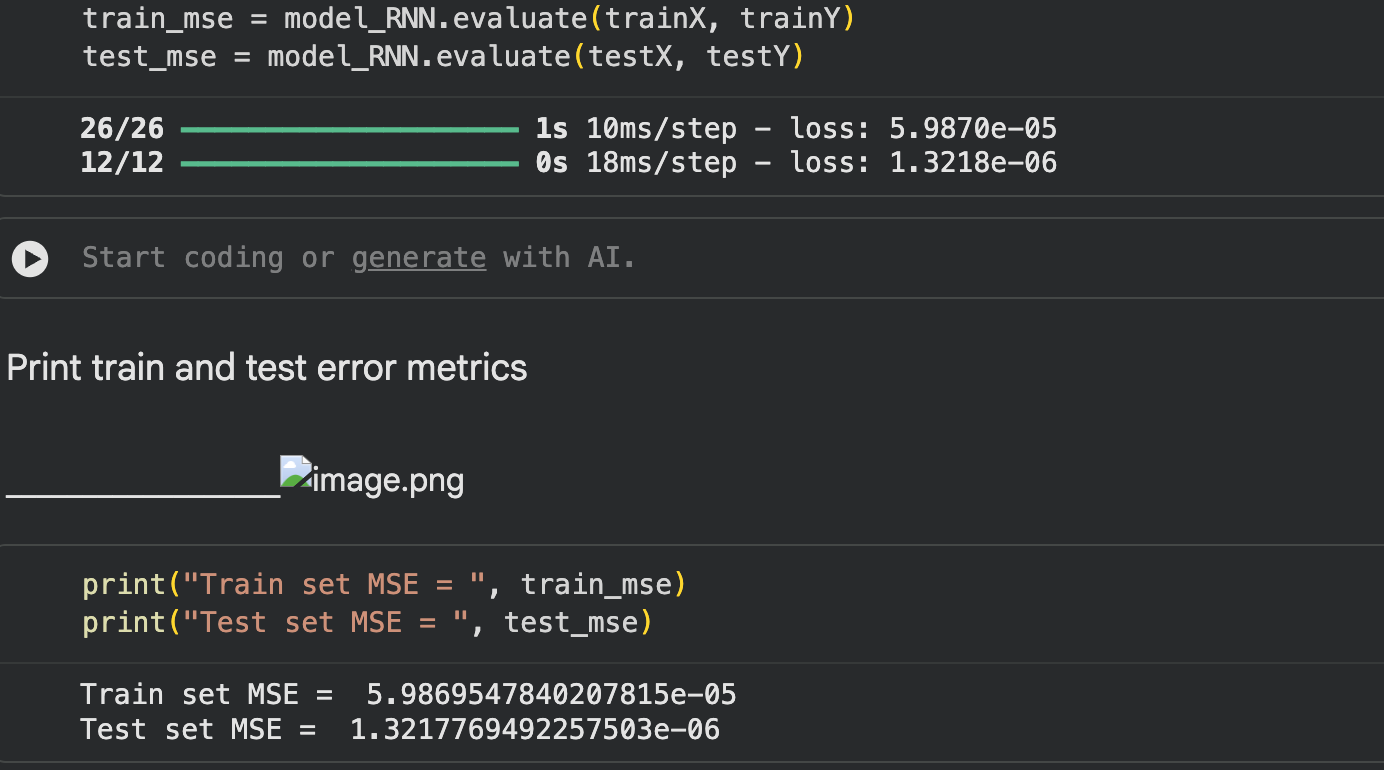 train_mse = model_RNN.evaluate(trainX, trainY)
test_mse = model_RNN.evaluate(testX, testY)
26/26 ━━━━━━━━━━━━━━━━━━━━ 1s 10ms/step - loss: 5.9870e-05
12/12 ━━━━━━━━━━━━━━━━━━━━ 0s 18ms/step - loss: 1.3218e-06
Start coding or generate with AI.
Print train and test error metrics
________________image.png
print("Train set MSE = ", train_mse)
print("Test set MSE = ", test_mse)
Train set MSE =  5.9869547840207815e-05
Test set MSE =  1.3217769492257503e-06